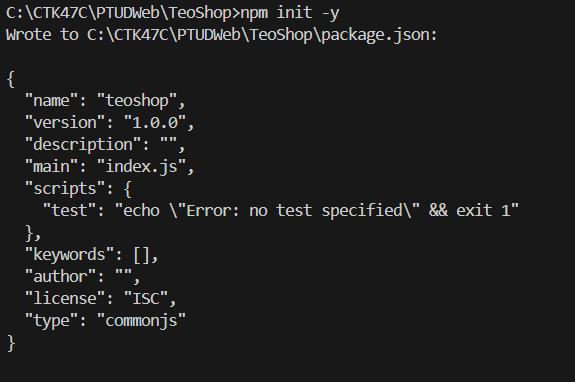 C:\CTK47C\PTUDWeb\TeoShop>npm init -y
Wrote to C:\CTK47C\PTUDWeb\TeoShop\package.json:

{
  "name": "teoshop",
  "version": "1.0.0",
  "description": "",
  "main": "index.js",
  "scripts": {
    "test": "echo \"Error: no test specified\" && exit 1"
  },
  "keywords": [],
  "author": "",
  "license": "ISC",
  "type": "commonjs"
}